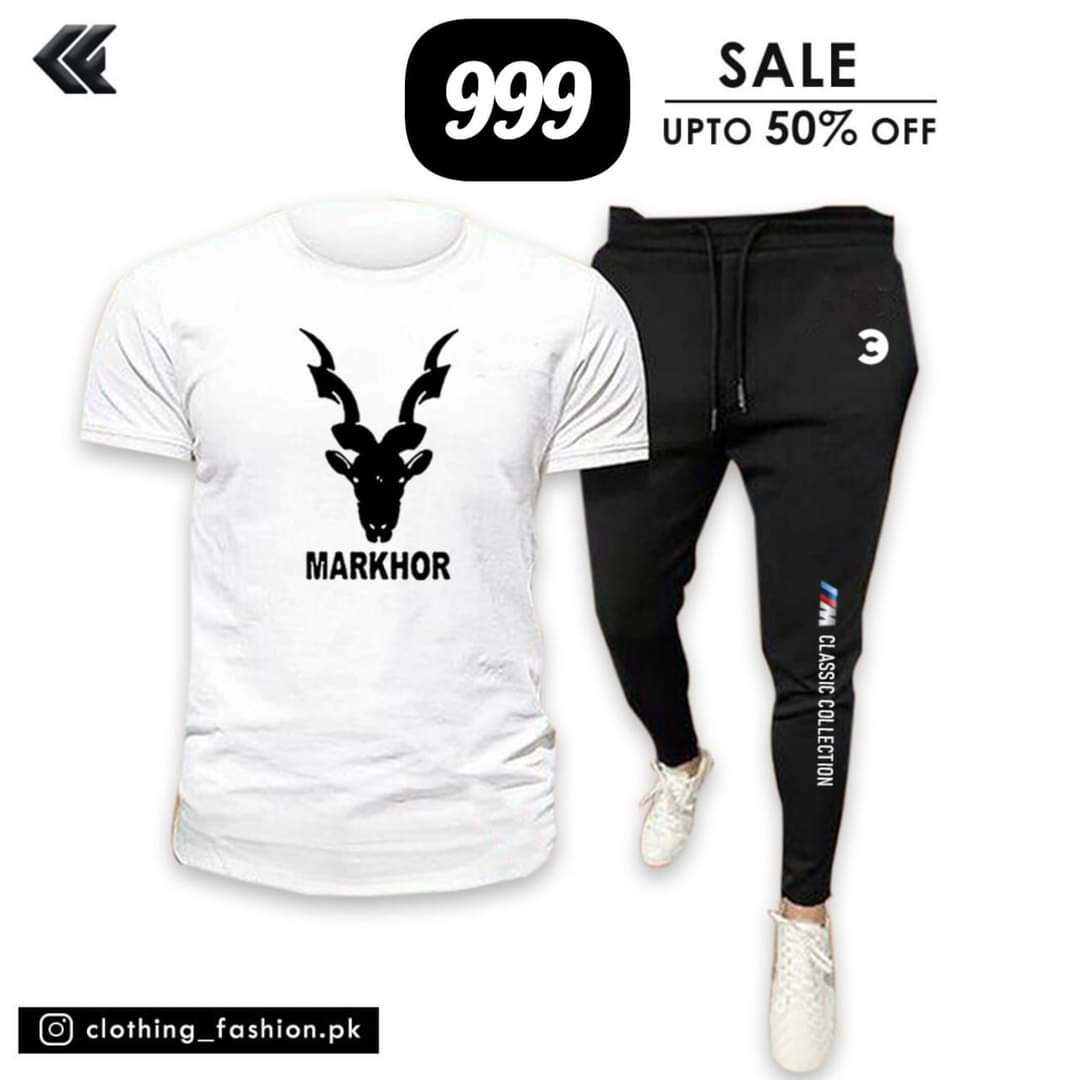 999
SALE
UPTO 50% OFF
MARKHOR
M CLASSIC COLLECTION
clothing_fashion.pk